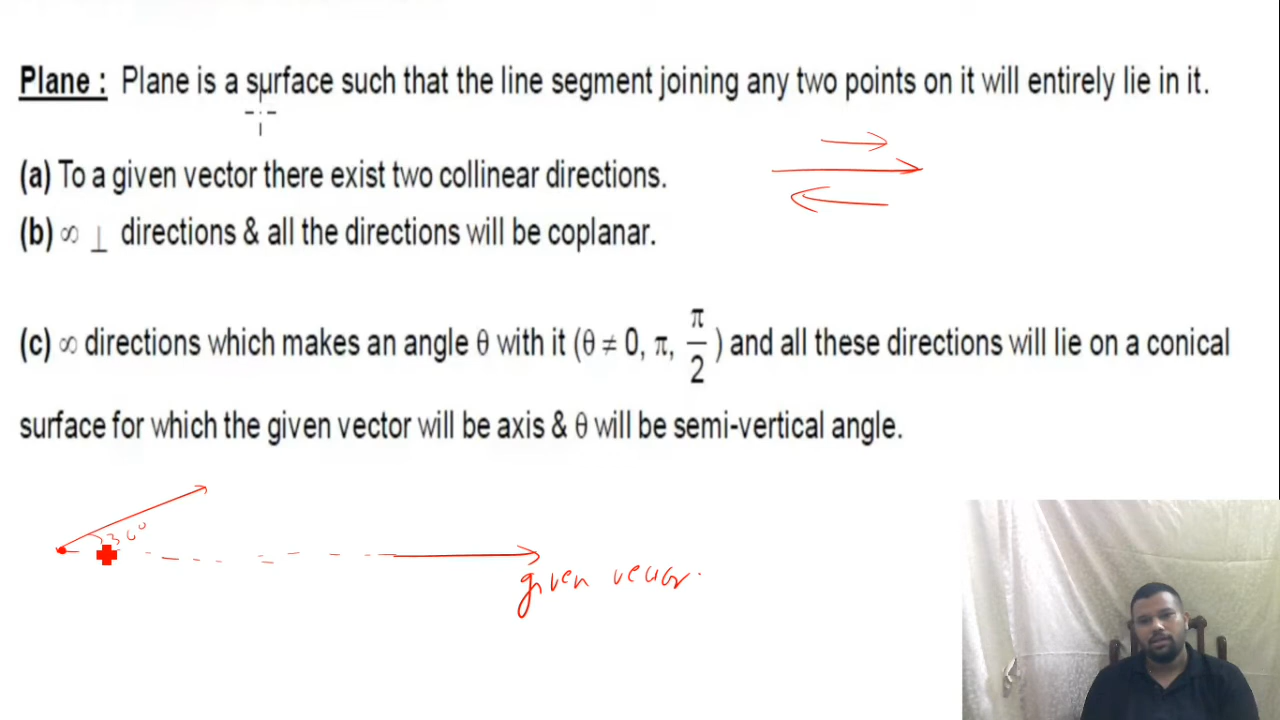 Plane : Plane is a surface such that the line segment joining any two points on it will entirely lie in it.
(a) To a given vector there exist two collinear directions.
(b) ∞ ⊥ directions & all the directions will be coplanar.
(c) ∞ directions which makes an angle θ with it (θ ≠ 0, π, π/2) and all these directions will lie on a conical
surface for which the given vector will be axis & θ will be semi-vertical angle.
30°
given vector.